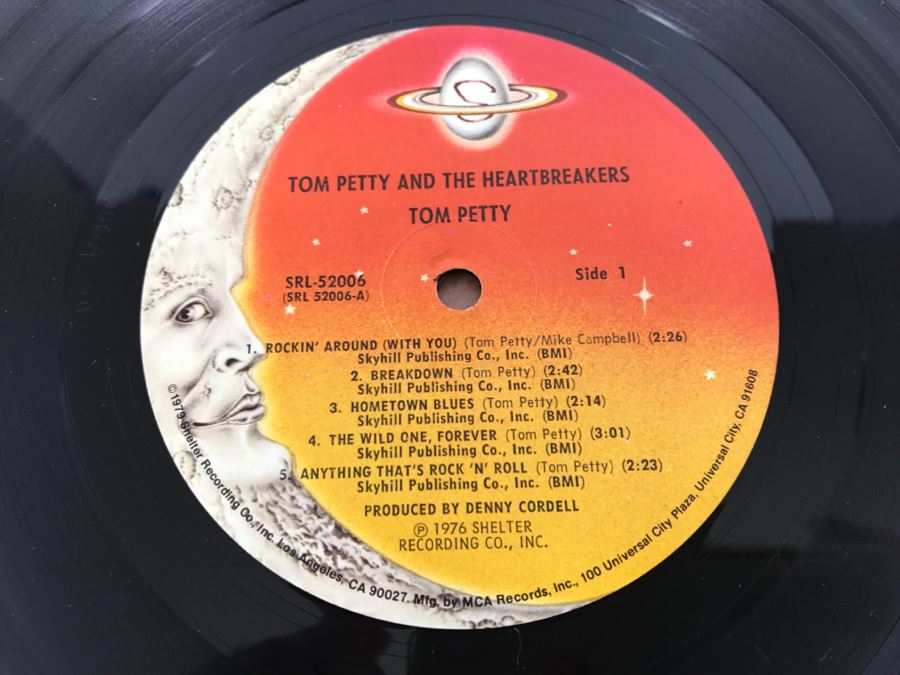 TOM PETTY AND THE HEARTBREAKERS
TOM PETTY
SRL-52006
(SRL 52006-A)
Side 1
1. ROCKIN' AROUND (WITH YOU) (Tom Petty/Mike Campbell) (2:26)
Skyhill Publishing Co., Inc. (BMI)
2. BREAKDOWN (Tom Petty) (2:42)
Skyhill Publishing Co., Inc. (BMI)
3. HOMETOWN BLUES (Tom Petty) (2:14)
Skyhill Publishing Co., Inc. (BMI)
4. THE WILD ONE, FOREVER (Tom Petty) (3:01)
Skyhill Publishing Co., Inc. (BMI)
5. ANYTHING THAT'S ROCK 'N' ROLL (Tom Petty) (2:23)
Skyhill Publishing Co., Inc. (BMI)
PRODUCED BY DENNY CORDELL
Ⓟ 1976 SHELTER
RECORDING CO., INC.
©1979 Shelter Recording Co., Inc. Los Angeles, CA 90027. Mfg. by MCA Records, Inc., 100 Universal City Plaza, Universal City, CA 91608